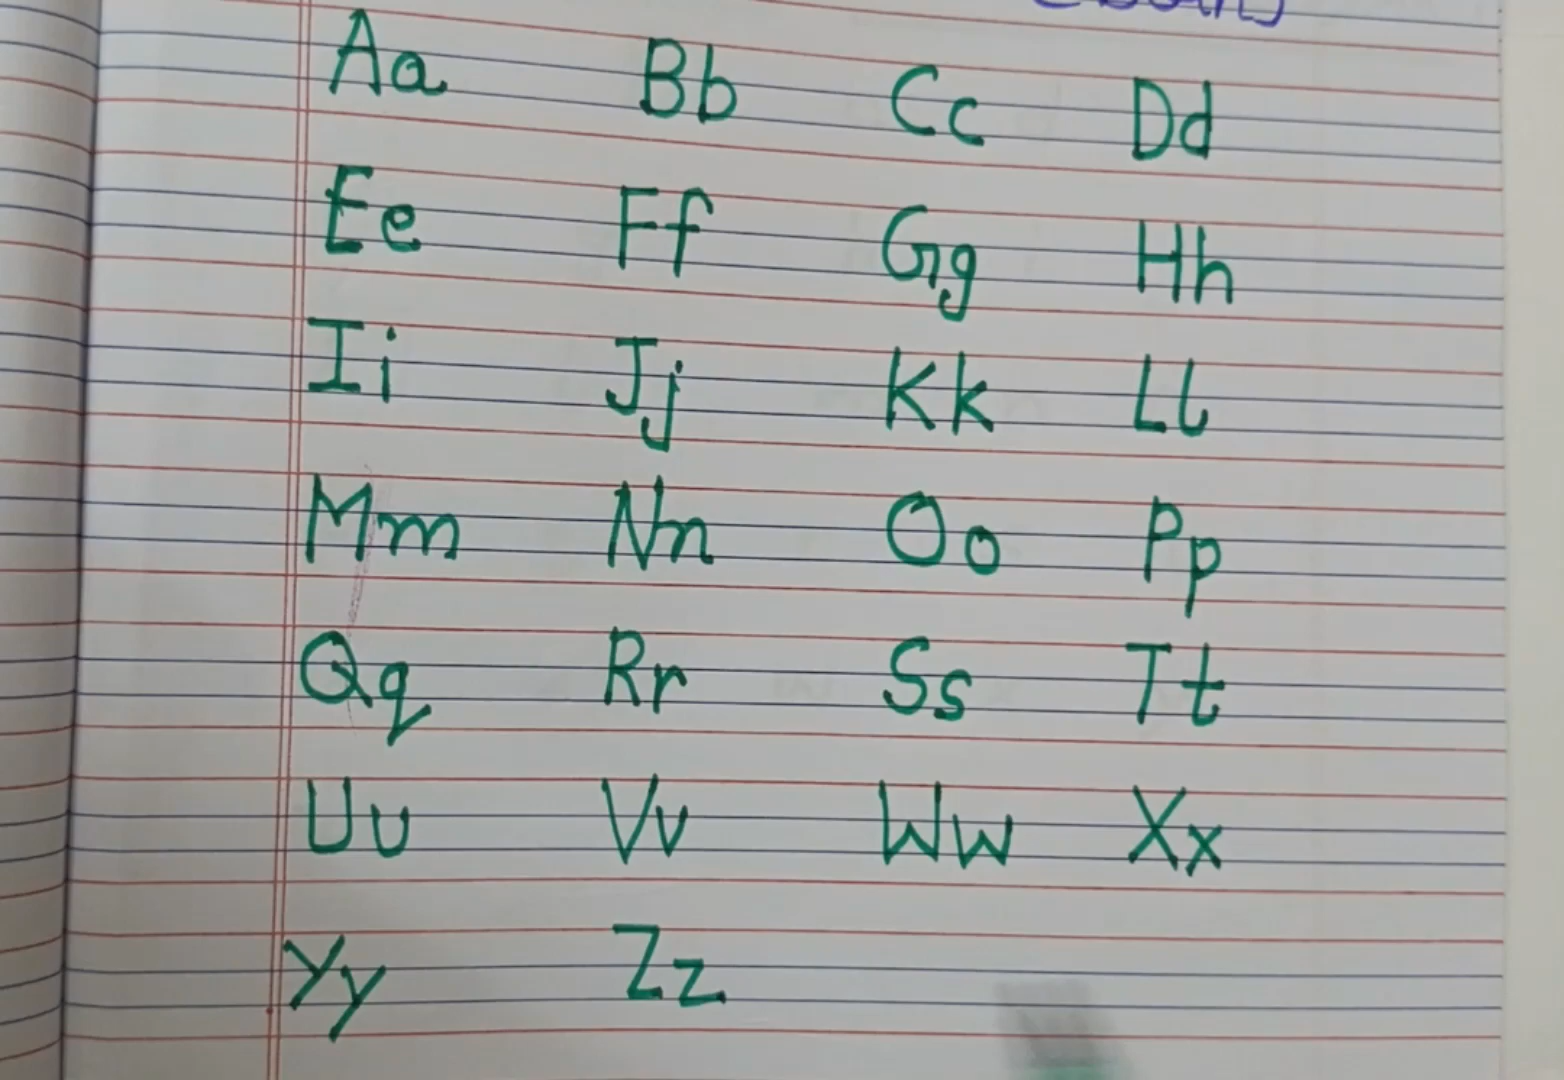 Aa Bb Cc Dd
Ee Ff Gg Hh
Ii Jj Kk Ll
Mm Nn Oo Pp
Qq Rr Ss Tt
Uu Vv Ww Xx
Yy Zz